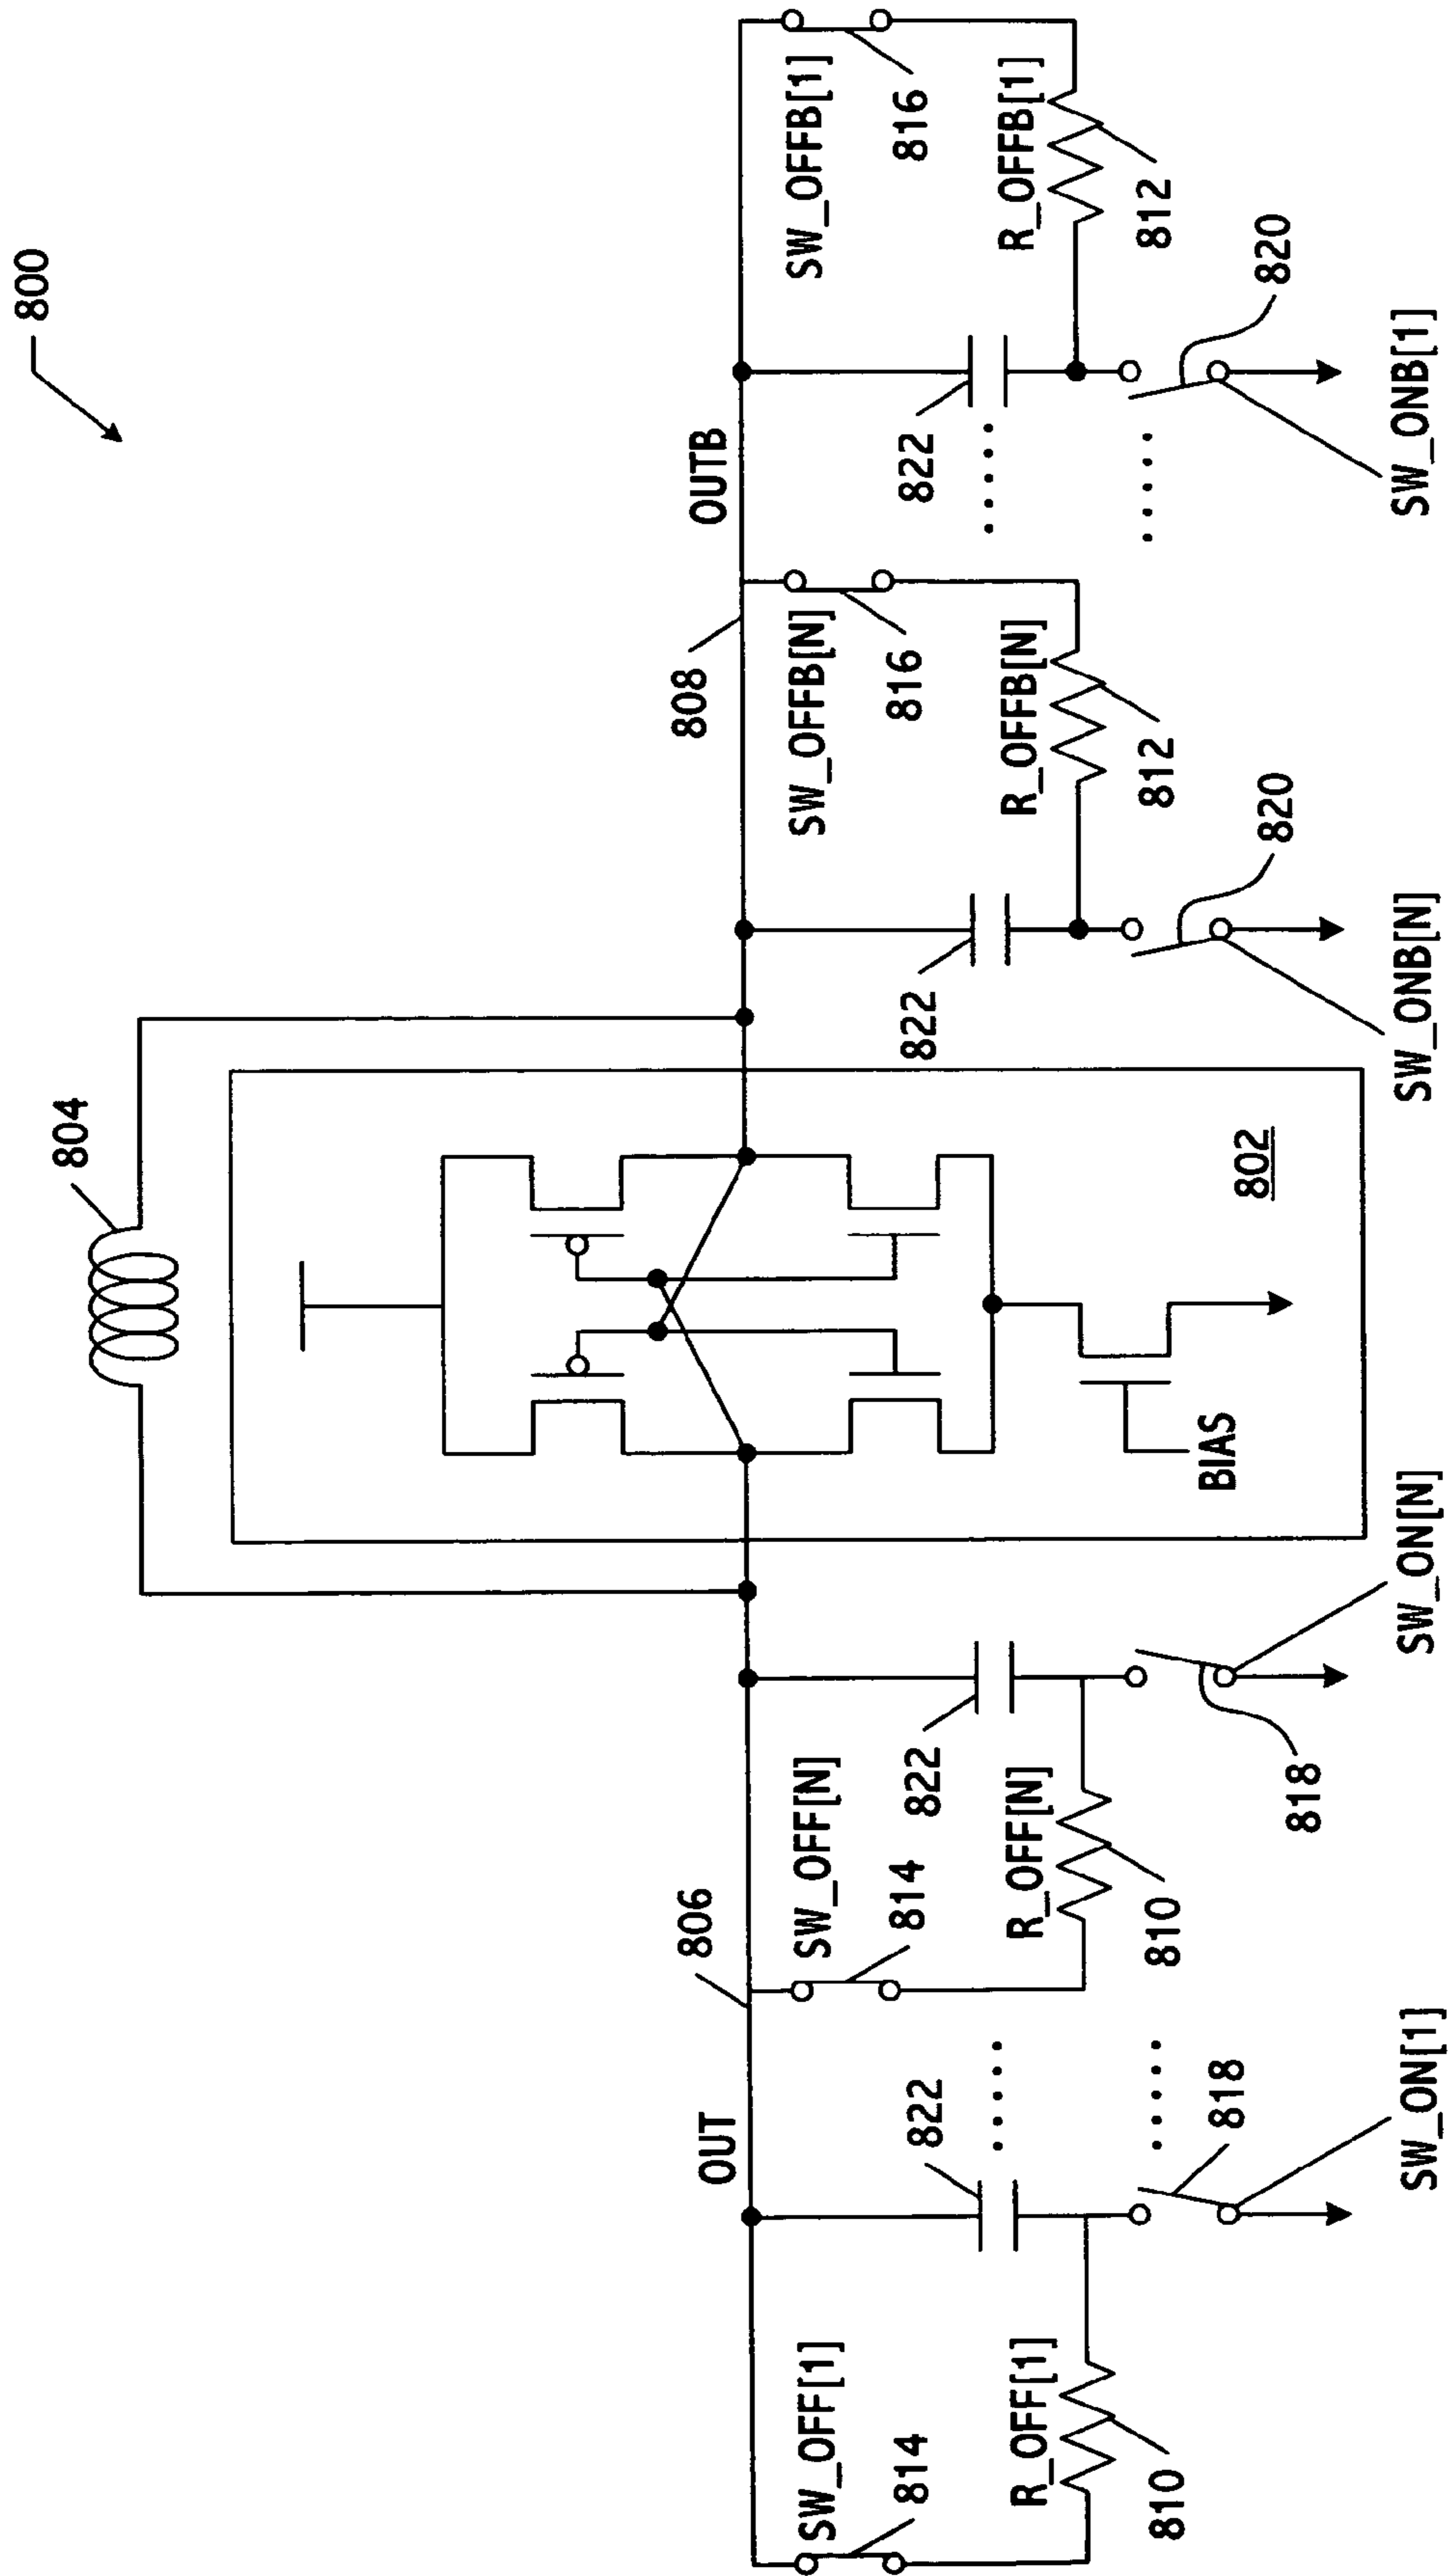 800
804
OUT
806
808
OUTB
SW_OFF[1]
814
SW_OFF[N]
814
SW_OFFB[N]
816
SW_OFFB[1]
816
822
822
822
822
R_OFF[1]
810
R_OFF[N]
810
R_OFFB[N]
812
R_OFFB[1]
812
818
818
BIAS
802
820
820
SW_ON[1]
SW_ON[N]
SW_ONB[N]
SW_ONB[1]